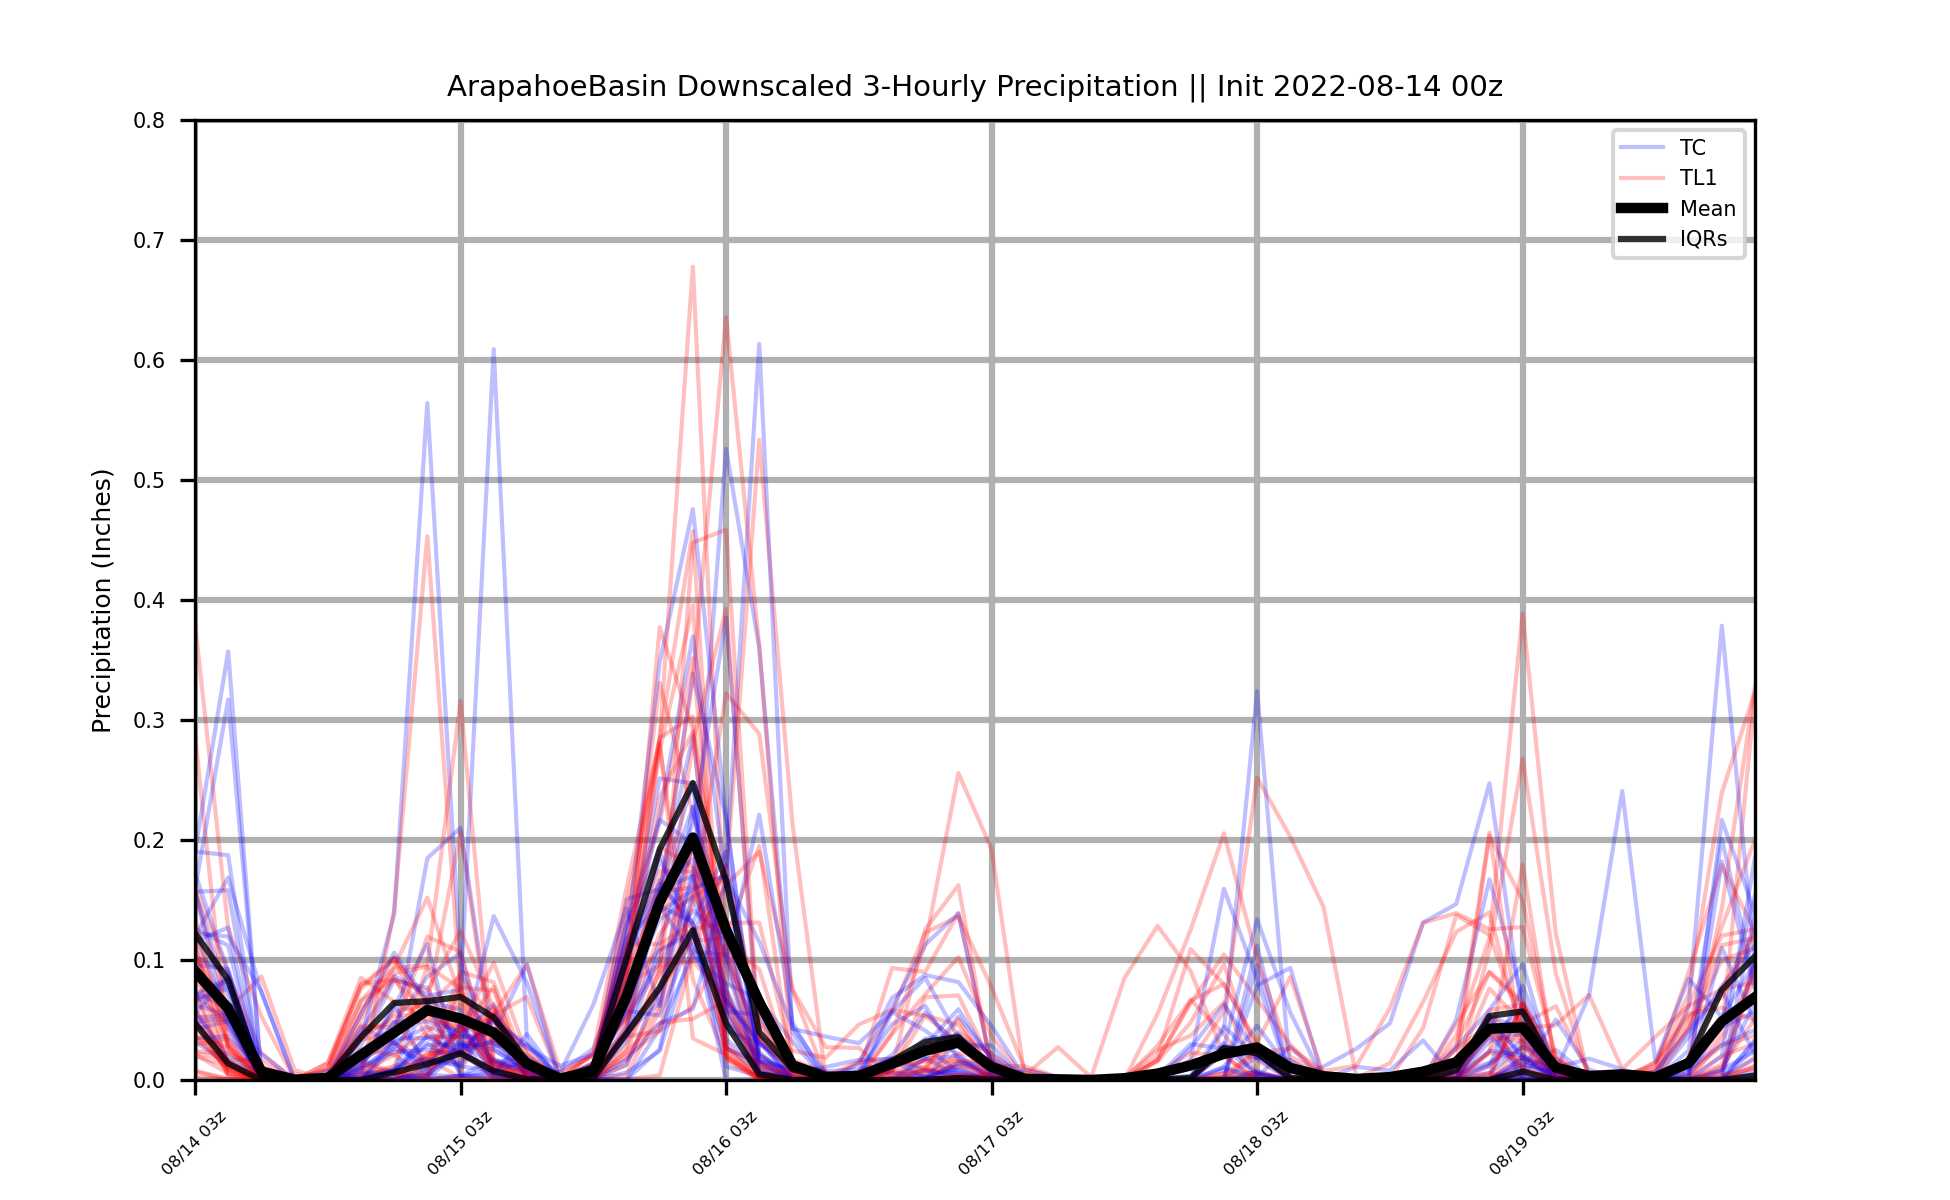 ArapahoeBasin Downscaled 3-Hourly Precipitation || Init 2022-08-14 00z
TC
TL1
Mean
IQRs
Precipitation (Inches)
0.8
0.7
0.6
0.5
0.4
0.3
0.2
0.1
0.0
08/14 03z
08/15 03z
08/16 03z
08/17 03z
08/18 03z
08/19 03z